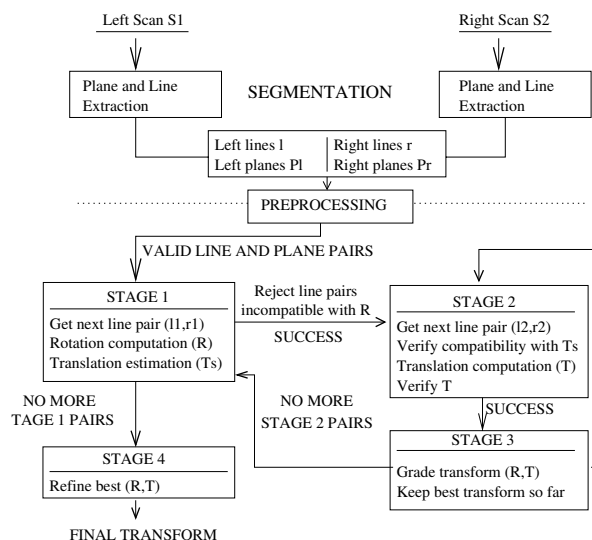 Left Scan S1
Right Scan S2
Plane and Line
Extraction
SEGMENTATION
Plane and Line
Extraction
Left lines l
Left planes Pl
Right lines r
Right planes Pr
PREPROCESSING
VALID LINE AND PLANE PAIRS
STAGE 1
Get next line pair (l1,r1)
Rotation computation (R)
Translation estimation (Ts)
Reject line pairs
incompatible with R
SUCCESS
STAGE 2
Get next line pair (l2,r2)
Verify compatibility with Ts
Translation computation (T)
Verify T
NO MORE
TAGE 1 PAIRS
NO MORE
STAGE 2 PAIRS
SUCCESS
STAGE 3
Grade transform (R,T)
Keep best transform so far
STAGE 4
Refine best (R,T)
FINAL TRANSFORM